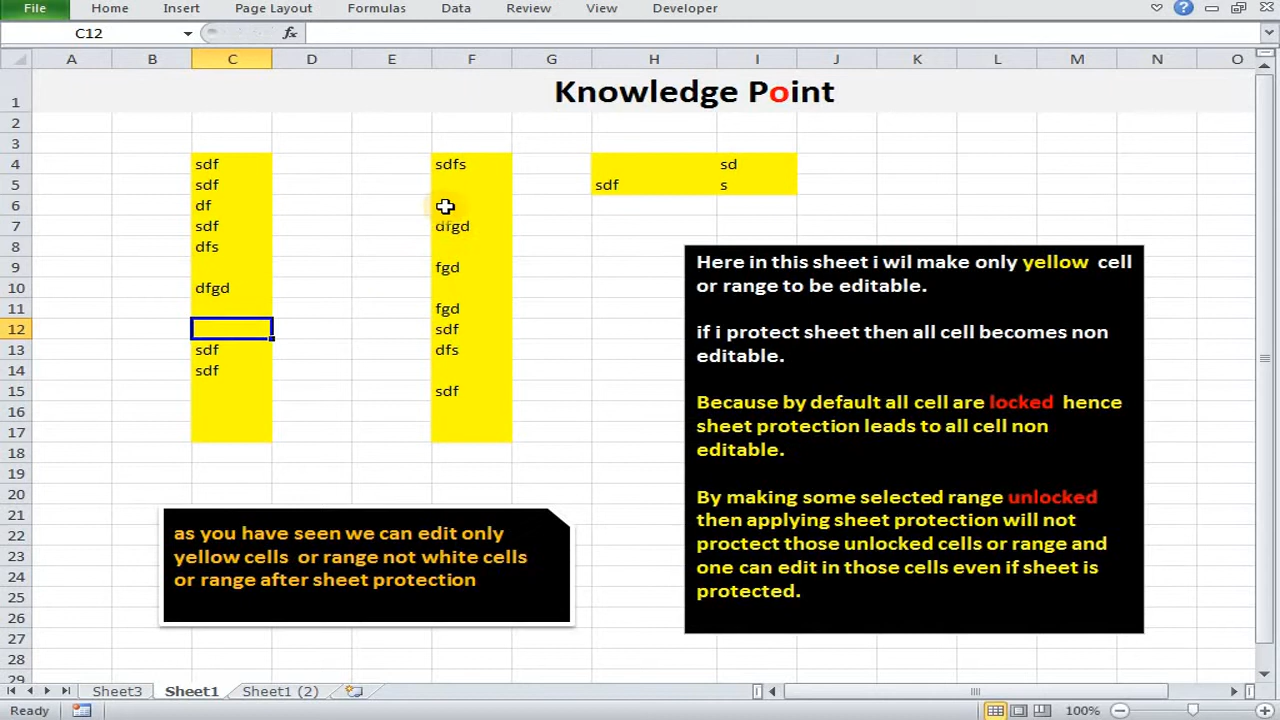 File Home Insert Page Layout Formulas Data Review View Developer
C12 fx
A B C D E F G H I J K L M N O
1 Knowledge Point
2
3
4 sdf sdfs sd
5 sdf sdf s
6 df
7 sdf dfgd
8 dfs
9 fgd
10 dfgd
11 fgd
12 sdf
13 sdf dfs
14 sdf
15 sdf
16
17
18
19
20
21
22
23
24
25
26
27
28
29
Here in this sheet i wil make only yellow cell
or range to be editable.
if i protect sheet then all cell becomes non
editable.
Because by default all cell are locked hence
sheet protection leads to all cell non
editable.
By making some selected range unlocked
then applying sheet protection will not
proctect those unlocked cells or range and
one can edit in those cells even if sheet is
protected.
as you have seen we can edit only
yellow cells or range not white cells
or range after sheet protection
Sheet3 Sheet1 Sheet1 (2)
Ready 100%